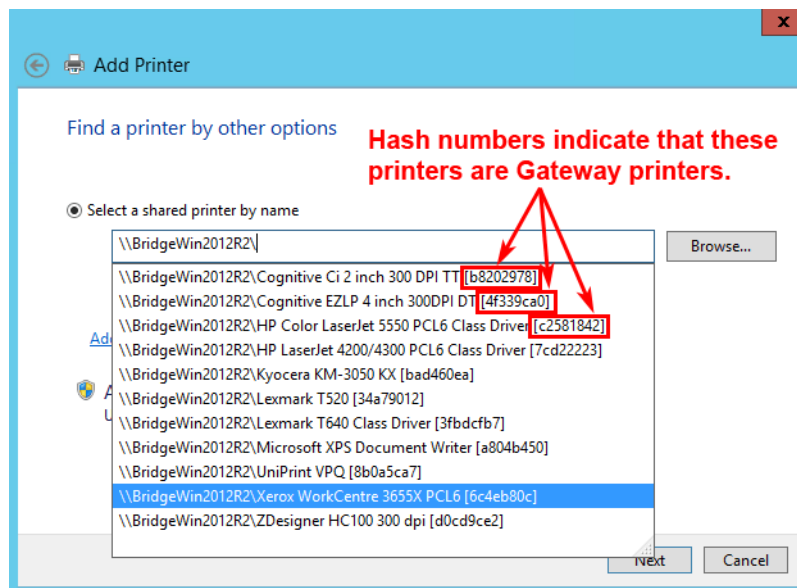 x
Add Printer
Find a printer by other options
Hash numbers indicate that these
printers are Gateway printers.
Select a shared printer by name
\\BridgeWin2012R2\
Browse...
\\BridgeWin2012R2\Cognitive Ci 2 inch 300 DPI TT [b8202978]
\\BridgeWin2012R2\Cognitive EZLP 4 inch 300DPI DT [4f339ca0]
\\BridgeWin2012R2\HP Color LaserJet 5550 PCL6 Class Driver [c2581842]
\\BridgeWin2012R2\HP LaserJet 4200/4300 PCL6 Class Driver [7cd22223]
\\BridgeWin2012R2\Kyocera KM-3050 KX [bad460ea]
\\BridgeWin2012R2\Lexmark T520 [34a79012]
\\BridgeWin2012R2\Lexmark T640 Class Driver [3fbdcfb7]
\\BridgeWin2012R2\Microsoft XPS Document Writer [a804b450]
\\BridgeWin2012R2\UniPrint VPQ [8b0a5ca7]
\\BridgeWin2012R2\Xerox WorkCentre 3655X PCL6 [6c4eb80c]
\\BridgeWin2012R2\ZDesigner HC100 300 dpi [d0cd9ce2]
Next
Cancel